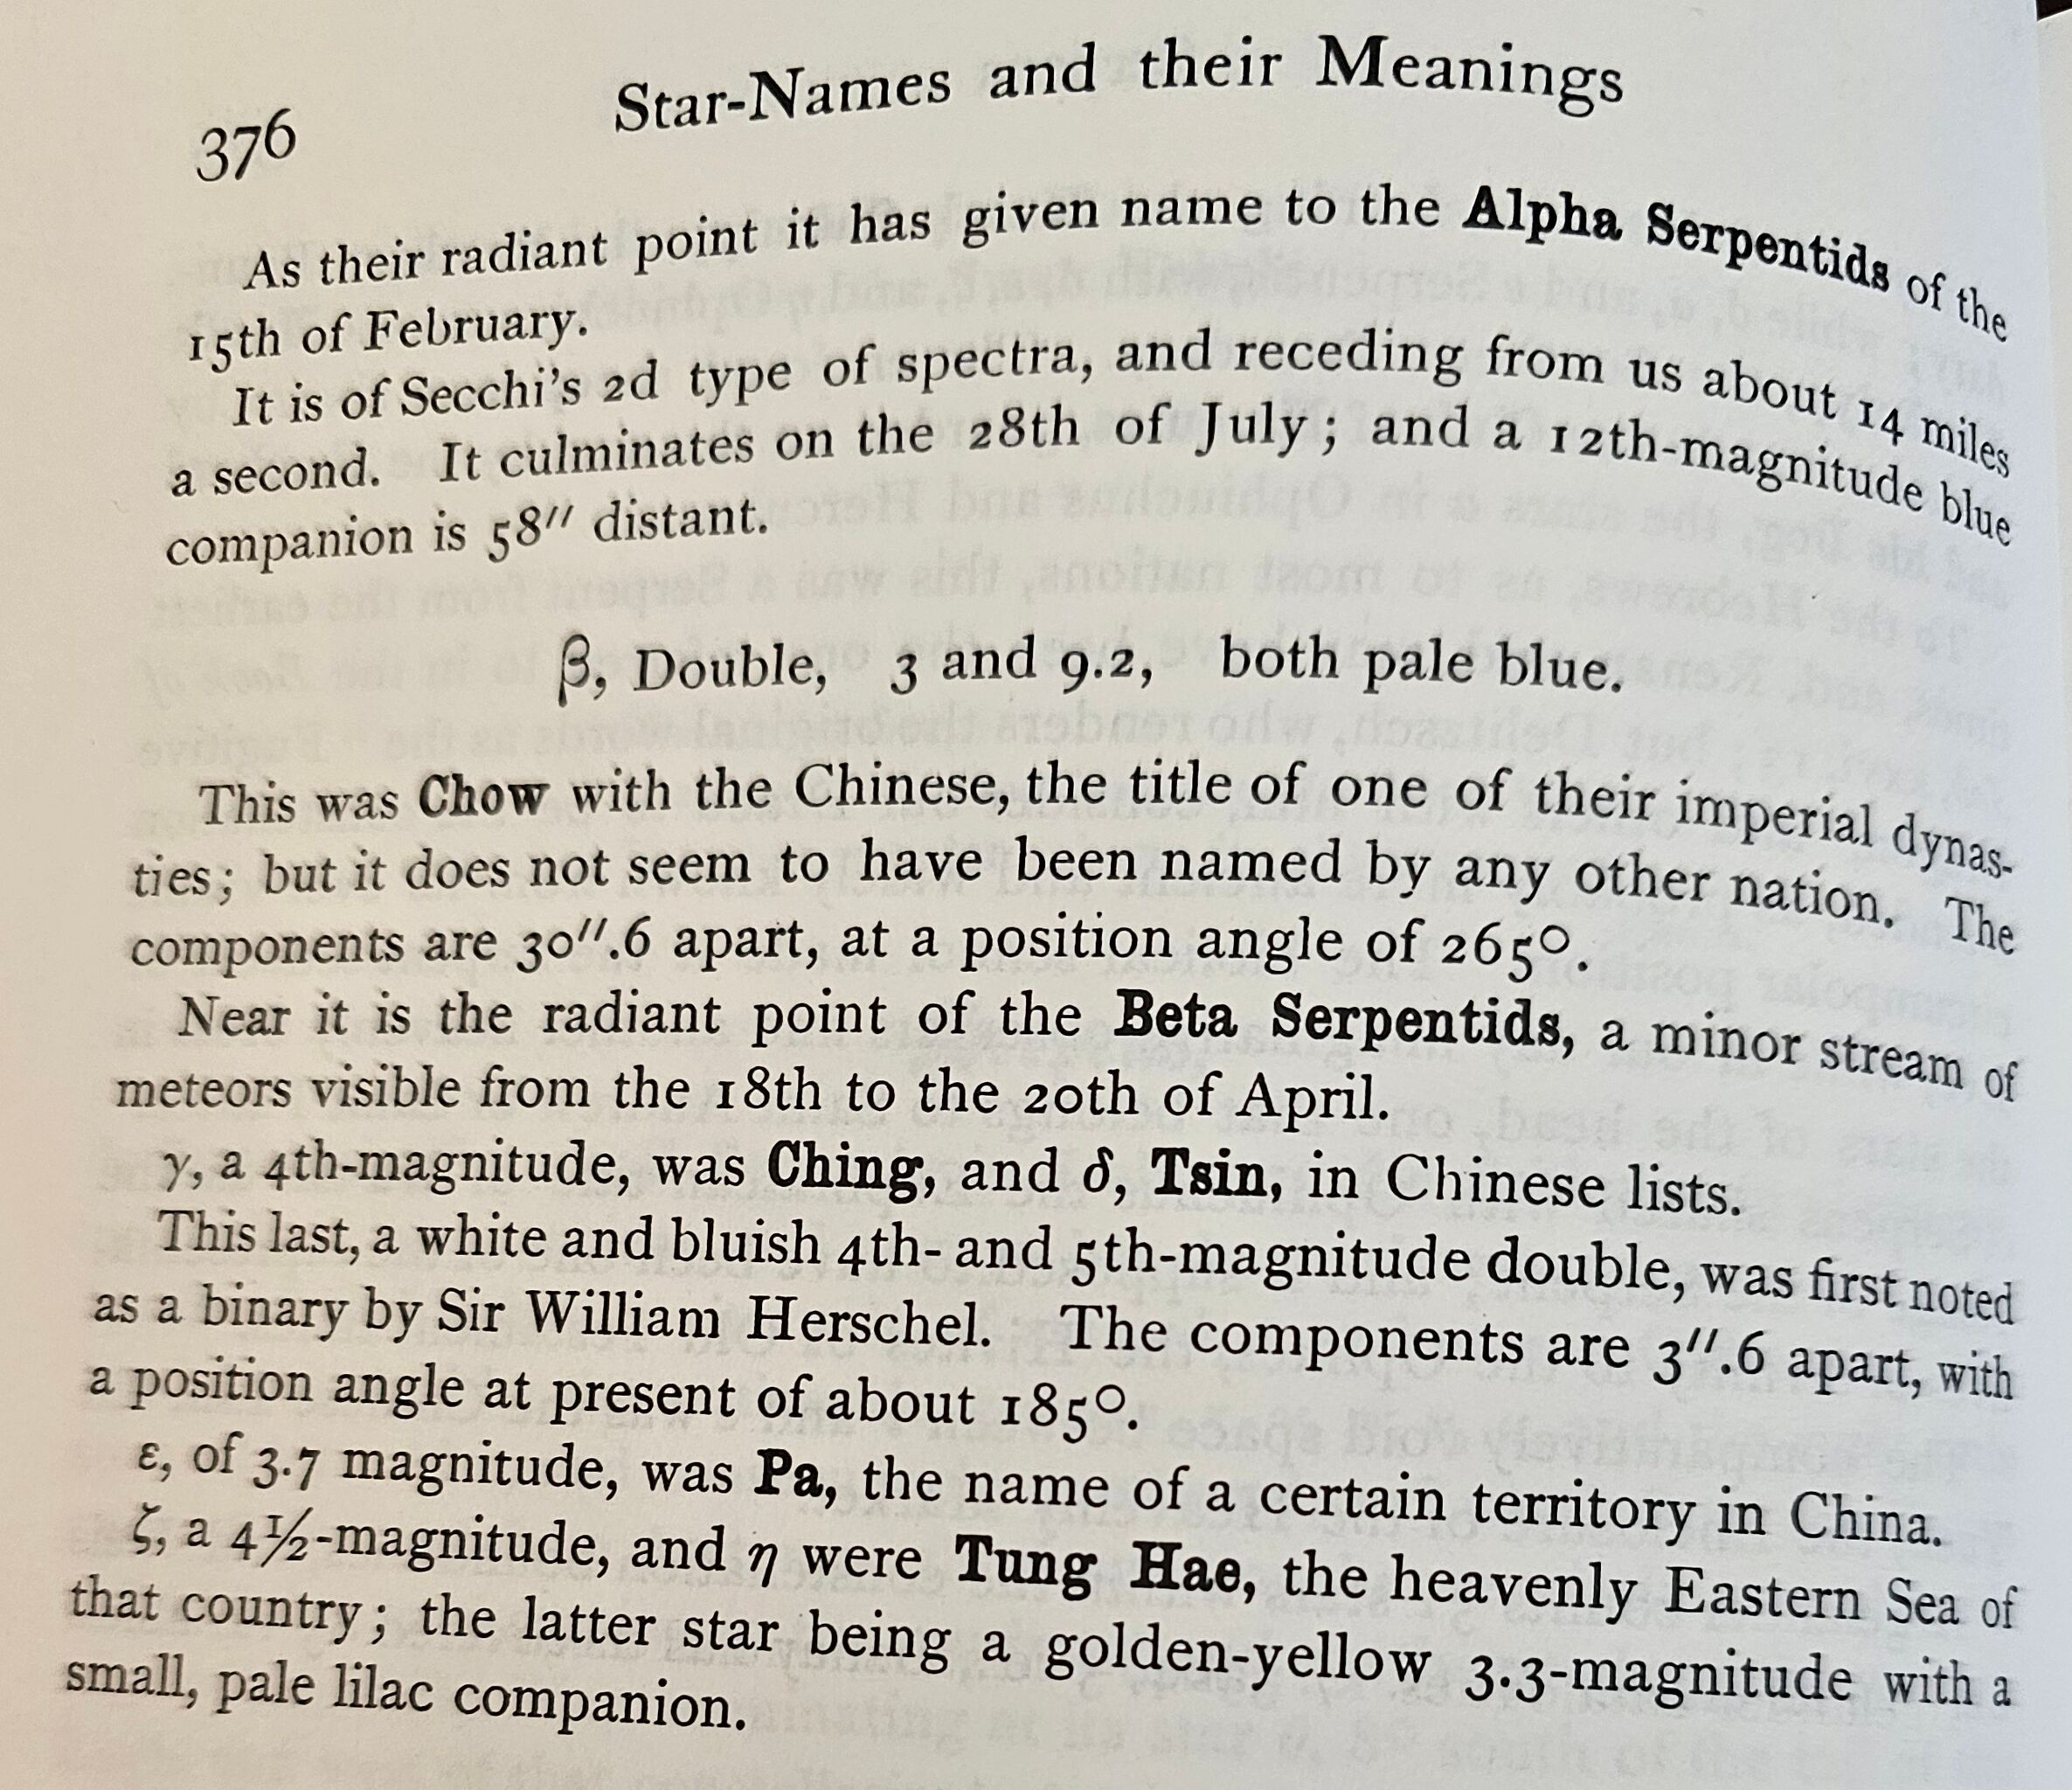 376
Star-Names and their Meanings
As their radiant point it has given name to the Alpha Serpentids of the
15th of February.
It is of Secchi's 2d type of spectra, and receding from us about 14 miles
a second. It culminates on the 28th of July; and a 12th-magnitude blue
companion is 58″ distant.
β, Double, 3 and 9.2, both pale blue.
This was Chow with the Chinese, the title of one of their imperial dynas-
ties; but it does not seem to have been named by any other nation. The
components are 30″.6 apart, at a position angle of 265°.
Near it is the radiant point of the Beta Serpentids, a minor stream of
meteors visible from the 18th to the 20th of April.
γ, a 4th-magnitude, was Ching, and δ, Tsin, in Chinese lists.
This last, a white and bluish 4th- and 5th-magnitude double, was first noted
as a binary by Sir William Herschel. The components are 3″.6 apart, with
a position angle at present of about 185°.
ε, of 3.7 magnitude, was Pa, the name of a certain territory in China.
ζ, a 4½-magnitude, and η were Tung Hae, the heavenly Eastern Sea of
that country; the latter star being a golden-yellow 3.3-magnitude with a
small, pale lilac companion.